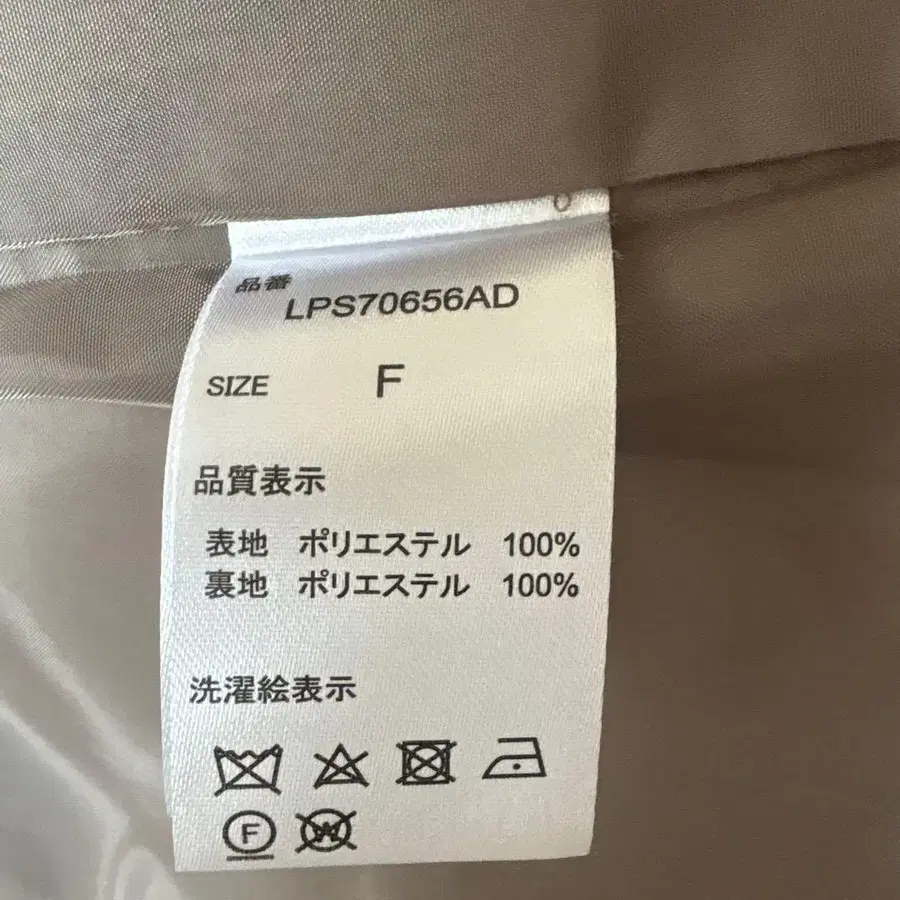 品番
LPS70656AD
SIZE F
品質表示
表地 ポリエステル 100%
裏地 ポリエステル 100%
洗濯絵表示
F W